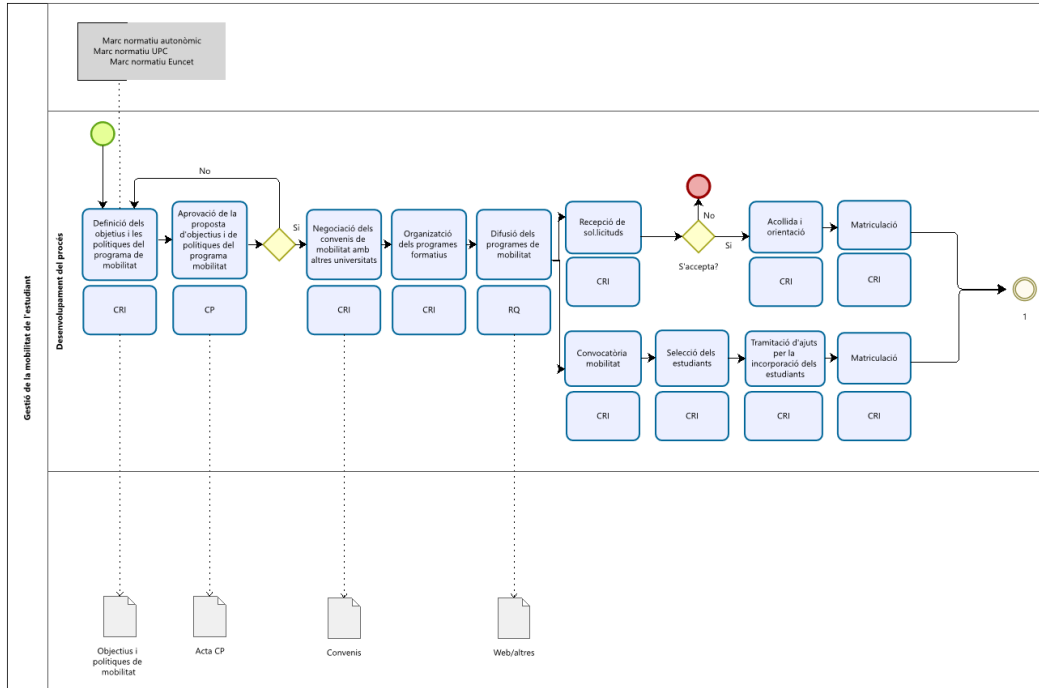 Marc normatiu autonòmic
Marc normatiu UPC
Marc normatiu Euncet
Gestió de la mobilitat de l'estudiant
Desenvolupament del procés
No
Definició dels
objetius i les
polítiques del
programa de
mobilitat
CRI
Aprovació de la
proposta
d'objectius i de
polítiques del
programa
mobilitat
CP
Si
Negociació dels
convenis de
mobilitat amb
altres universitats
CRI
Organizatció
dels programes
formatius
CRI
Difusió dels
programes de
mobilitat
RQ
Recepció de
sol.licituds
CRI
No
Si
S'accepta?
Acollida i
orientació
CRI
Matriculació
CRI
1
Convocatòria
mobilitat
CRI
Selecció dels
estudiants
CRI
Tramitació d'ajuts
per la
incorporació dels
estudiants
CRI
Matriculació
CRI
Objectius i
polítiques de
mobilitat
Acta CP
Convenis
Web/altres